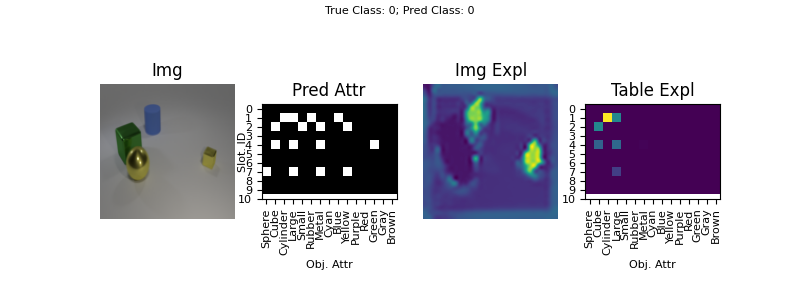 True Class: 0; Pred Class: 0
Img
Pred Attr
Img Expl
Table Expl
Slot. ID
0
1
2
3
4
5
6
7
8
9
10
Sphere
Cube
Cylinder
Large
Small
Rubber
Metal
Cyan
Blue
Yellow
Purple
Red
Green
Gray
Brown
Obj. Attr
0
1
2
3
4
5
6
7
8
9
10
Sphere
Cube
Cylinder
Large
Small
Rubber
Metal
Cyan
Blue
Yellow
Purple
Red
Green
Gray
Brown
Obj. Attr